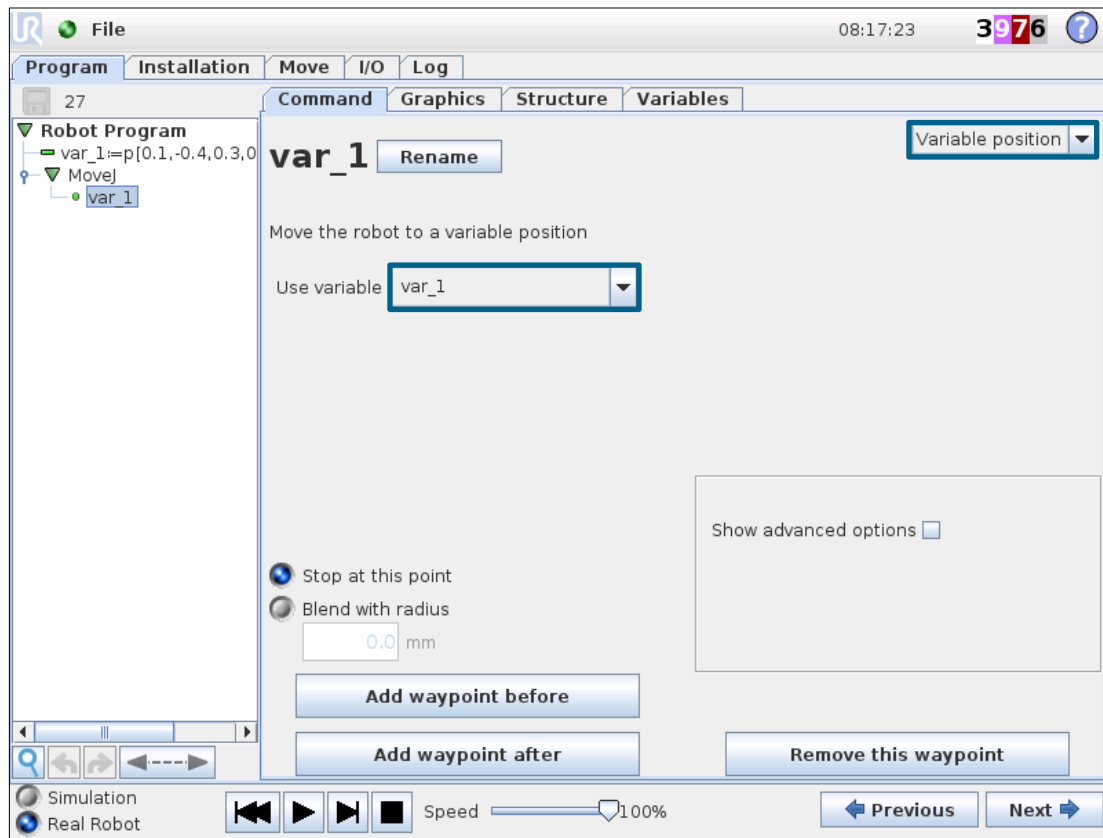 UR File 08:17:23 3976 ?
Program Installation Move I/O Log
27 Command Graphics Structure Variables
Robot Program
var_1:=p[0.1,-0.4,0.3,0
MoveJ
var_1
var_1 Rename Variable position
Move the robot to a variable position
Use variable var_1
Show advanced options
Stop at this point
Blend with radius
0.0 mm
Add waypoint before
Add waypoint after Remove this waypoint
Simulation
Real Robot
Speed 100% Previous Next